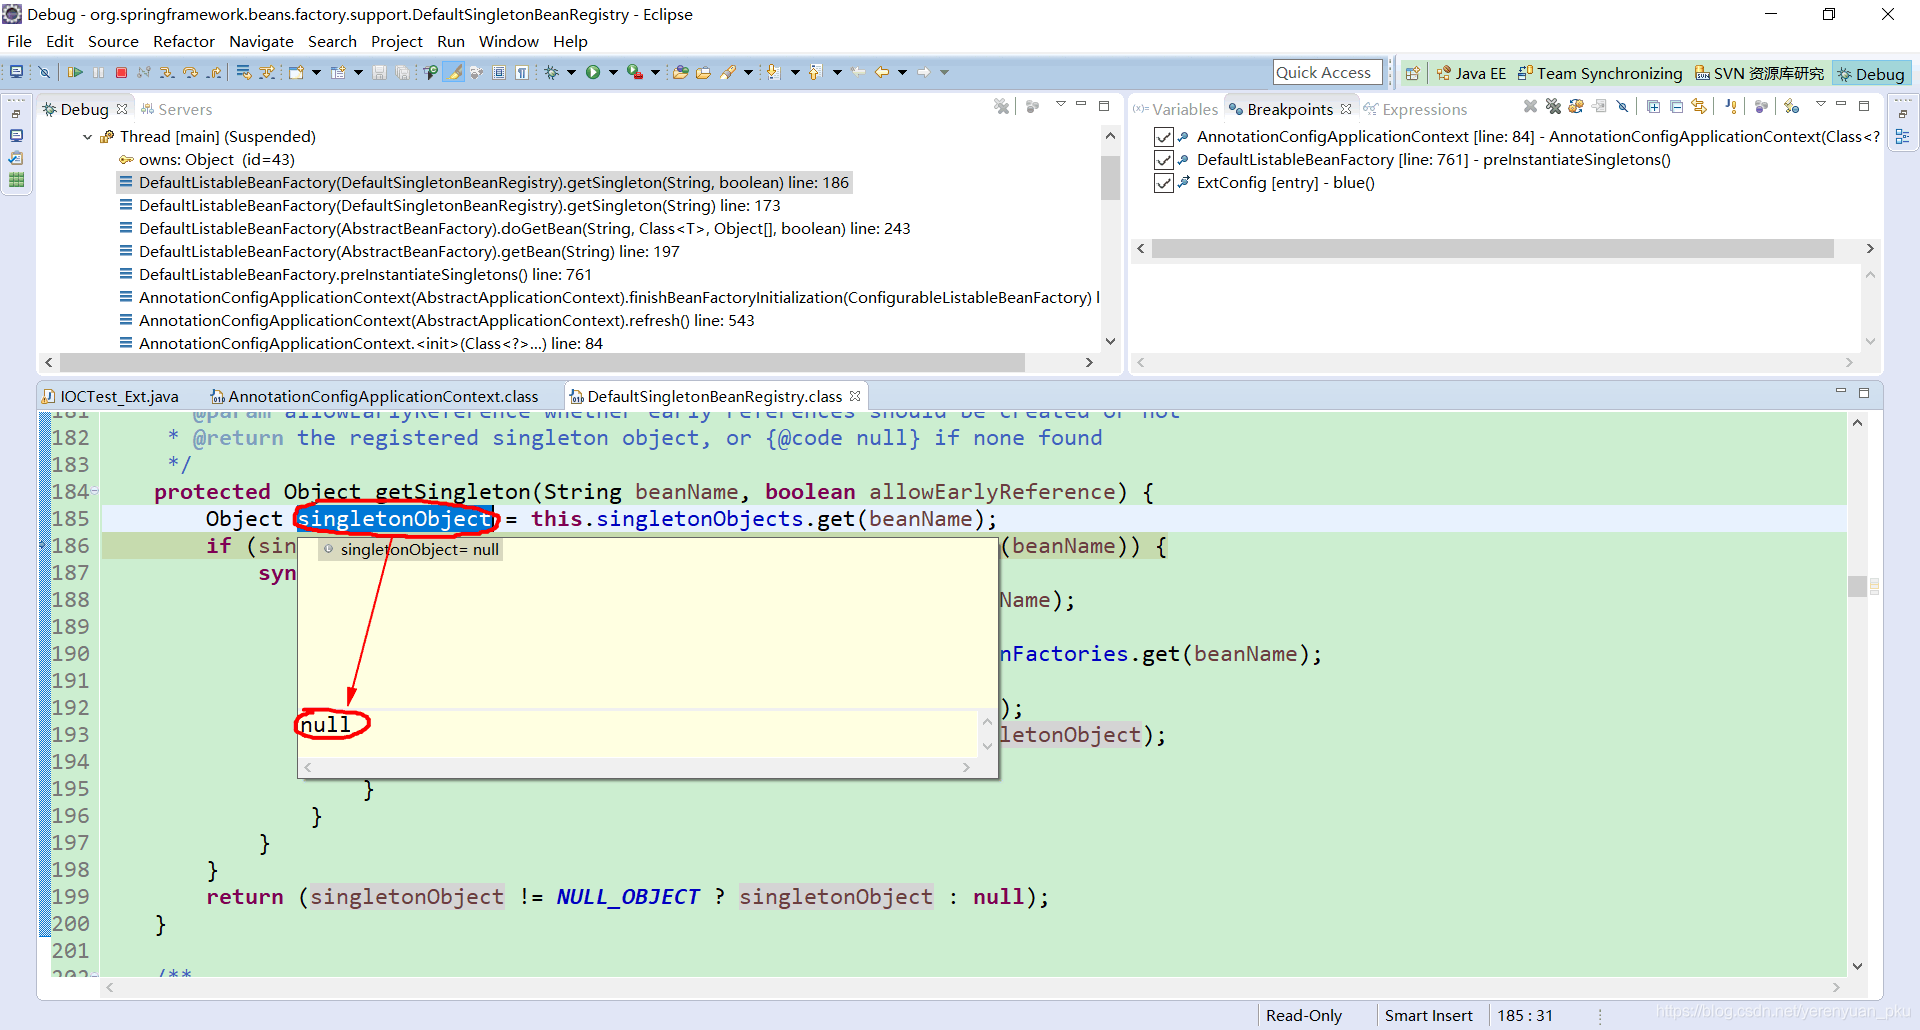 Debug - org.springframework.beans.factory.support.DefaultSingletonBeanRegistry - Eclipse
File Edit Source Refactor Navigate Search Project Run Window Help
Quick Access
Java EE Team Synchronizing SVN 资源库研究 Debug
Debug Servers
Thread [main] (Suspended)
owns: Object (id=43)
DefaultListableBeanFactory(DefaultSingletonBeanRegistry).getSingleton(String, boolean) line: 186
DefaultListableBeanFactory(DefaultSingletonBeanRegistry).getSingleton(String) line: 173
DefaultListableBeanFactory(AbstractBeanFactory).doGetBean(String, Class<T>, Object[], boolean) line: 243
DefaultListableBeanFactory(AbstractBeanFactory).getBean(String) line: 197
DefaultListableBeanFactory.preInstantiateSingletons() line: 761
AnnotationConfigApplicationContext(AbstractApplicationContext).finishBeanFactoryInitialization(ConfigurableListableBeanFactory) l
AnnotationConfigApplicationContext(AbstractApplicationContext).refresh() line: 543
AnnotationConfigApplicationContext.<init>(Class<?>...) line: 84
(x)= Variables Breakpoints Expressions
AnnotationConfigApplicationContext [line: 84] - AnnotationConfigApplicationContext(Class<?
DefaultListableBeanFactory [line: 761] - preInstantiateSingletons()
ExtConfig [entry] - blue()
IOCTest_Ext.java AnnotationConfigApplicationContext.class DefaultSingletonBeanRegistry.class
181 @param allowEarlyReference whether early references should be created or not
182 * @return the registered singleton object, or {@code null} if none found
183 */
184 protected Object getSingleton(String beanName, boolean allowEarlyReference) {
185 Object singletonObject = this.singletonObjects.get(beanName);
186 if (sin (beanName)) {
singletonObject= null
187 syn
188 Name);
189
190 nFactories.get(beanName);
191
192 );
null
193 letonObject);
194
195 }
196 }
197 }
198 }
199 return (singletonObject != NULL_OBJECT ? singletonObject : null);
200 }
201
202 /**
Read-Only Smart Insert 185 : 31
https://blog.csdn.net/yerenyuan_pku